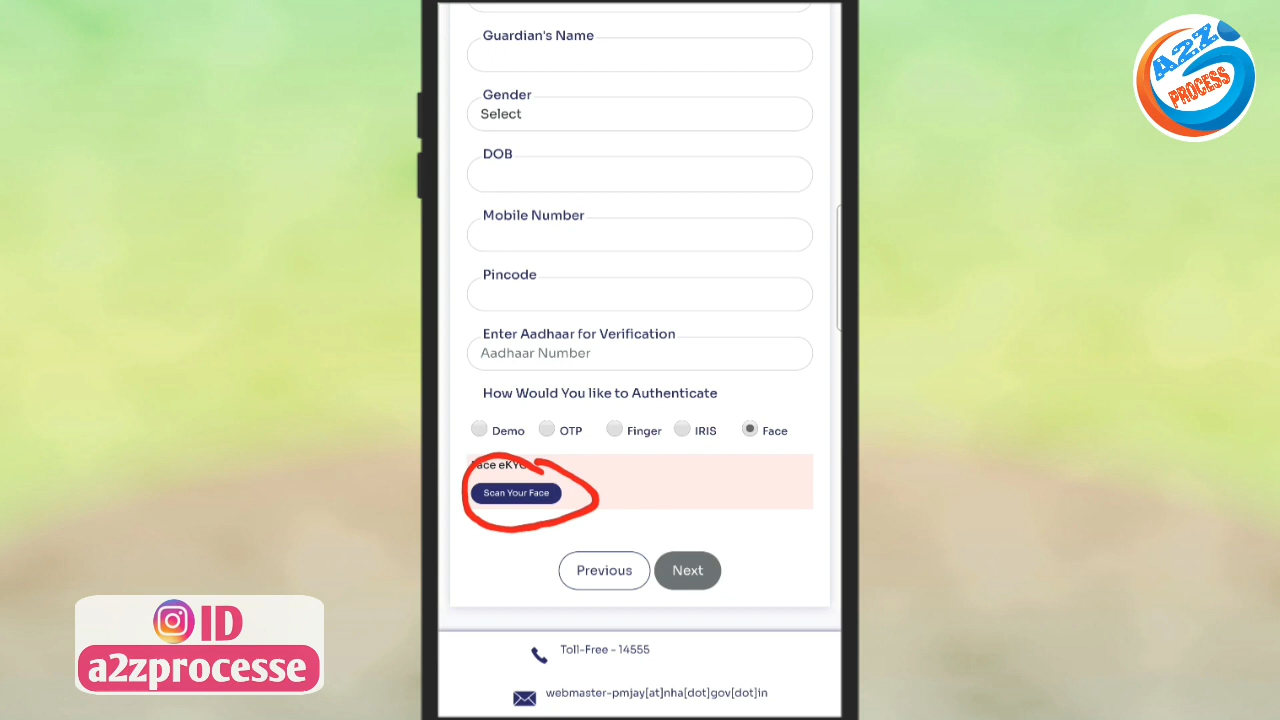 Guardian's Name
Gender
Select
DOB
Mobile Number
Pincode
Enter Aadhaar for Verification
Aadhaar Number
How Would You like to Authenticate
Demo OTP Finger IRIS Face
Face eKYC
Scan Your Face
Previous Next
Toll-Free - 14555
webmaster-pmjay[at]nha[dot]gov[dot]in
A2Z
PROCESS
ID
a2zprocesse